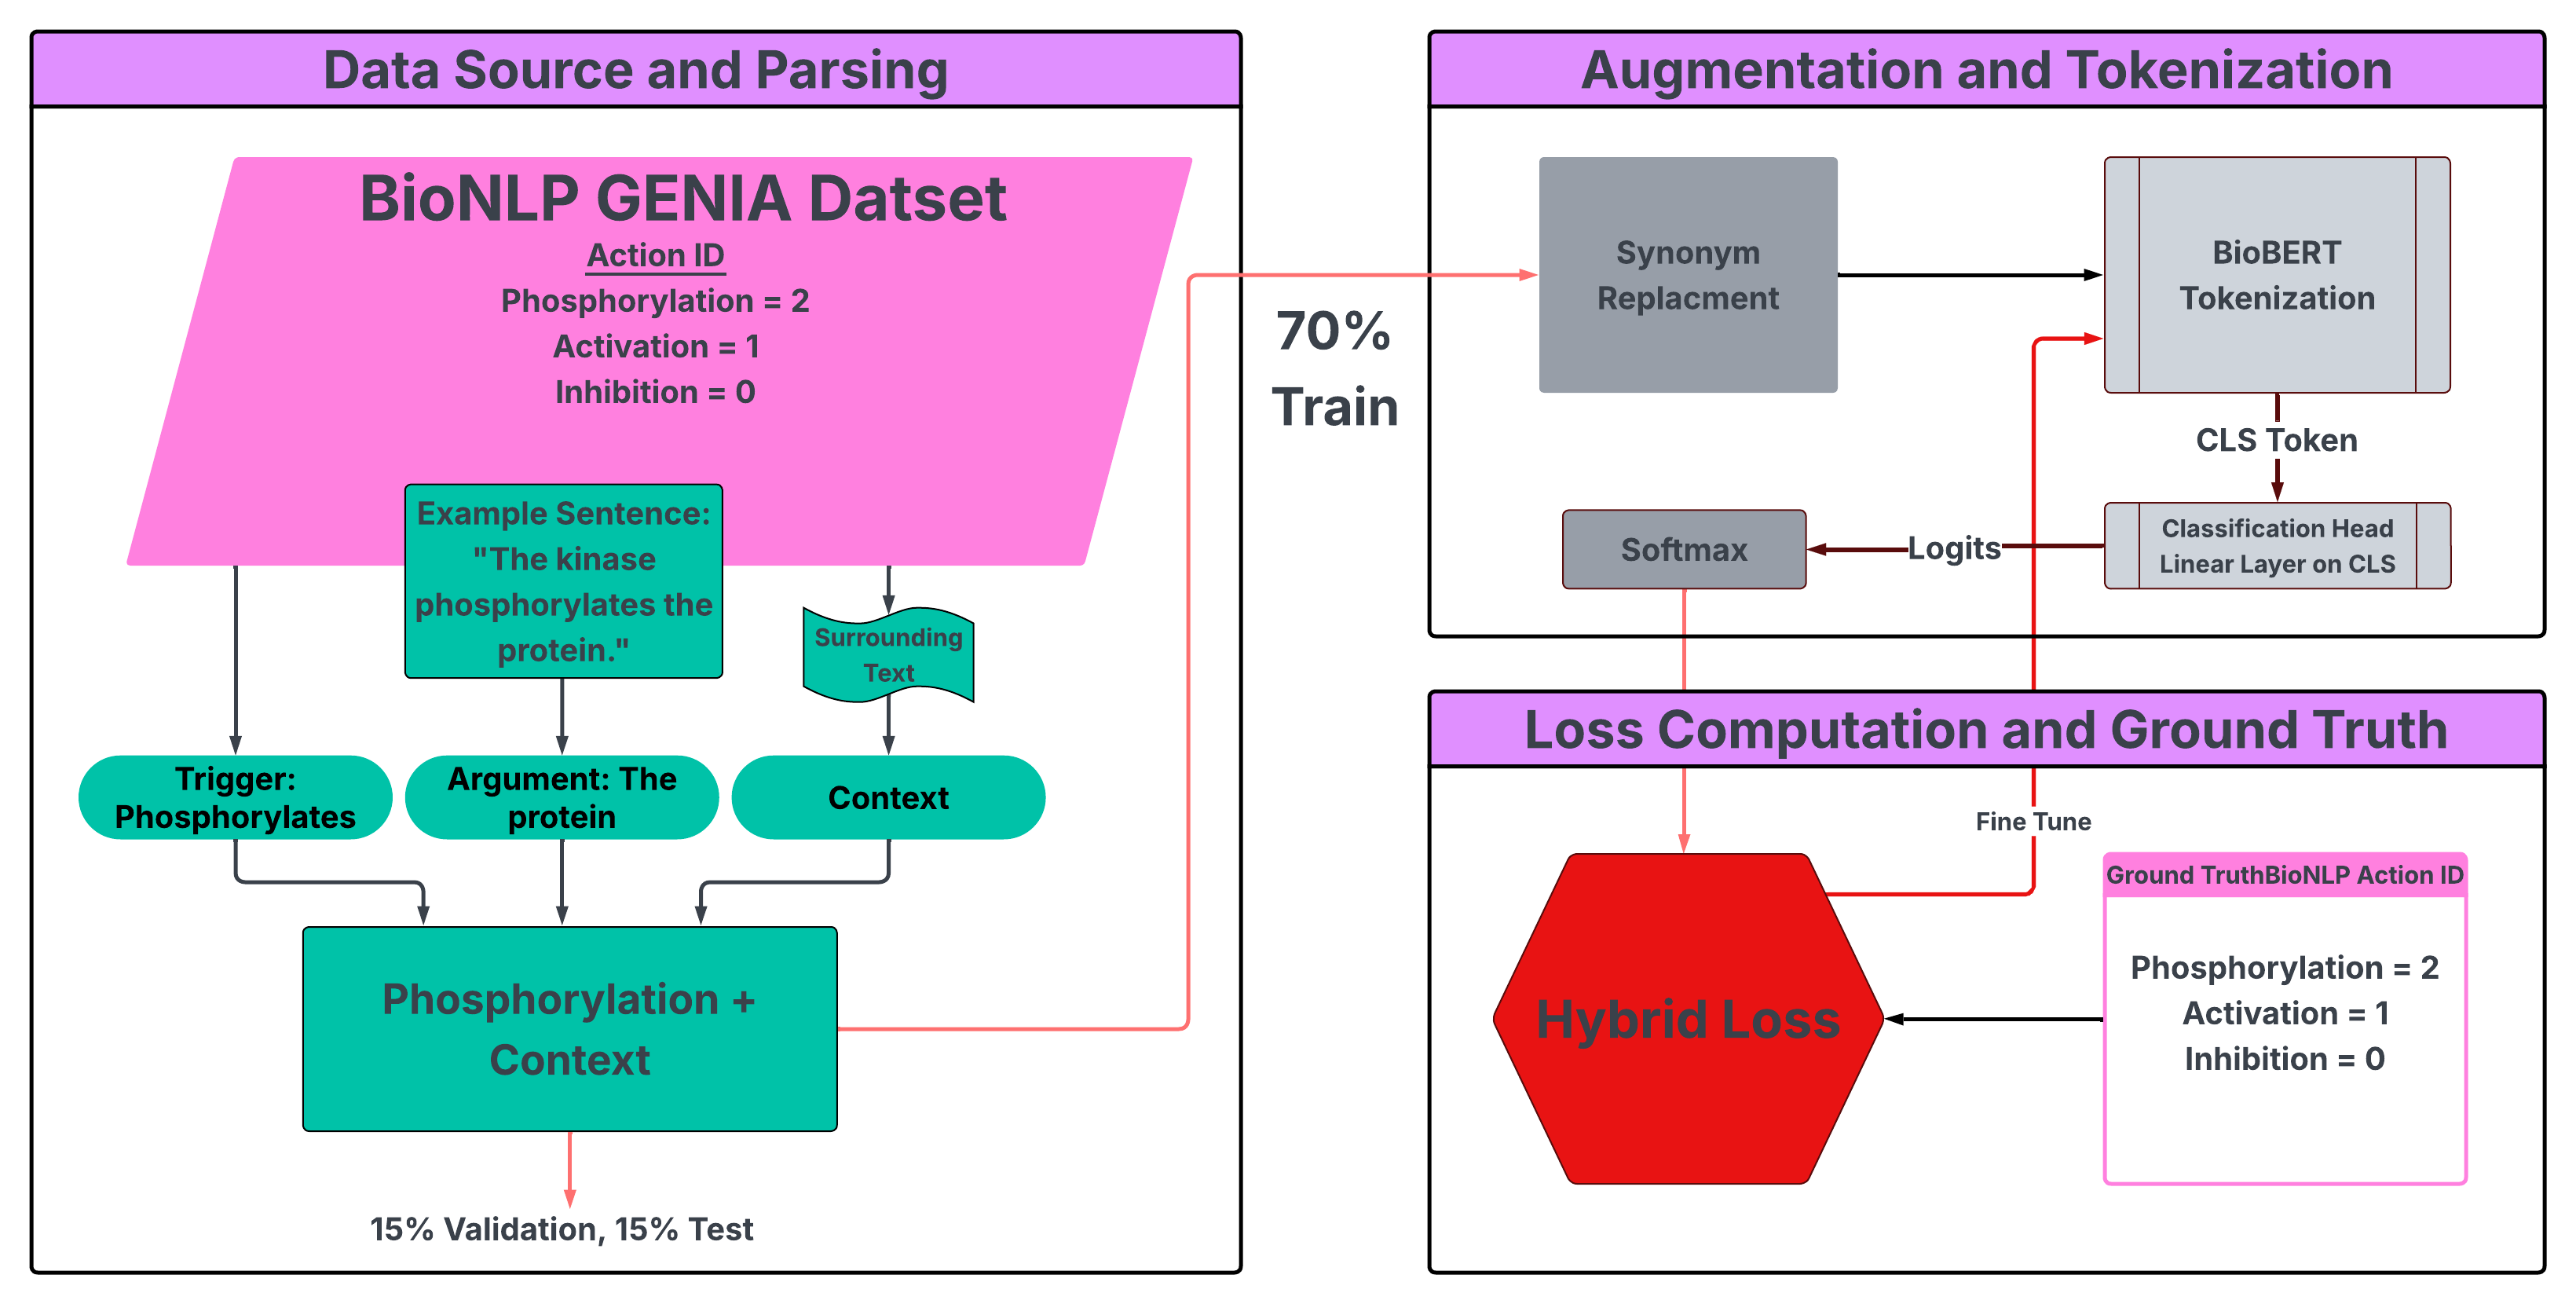 Data Source and Parsing
BioNLP GENIA Datset
Action ID
Phosphorylation = 2
Activation = 1
Inhibition = 0
Example Sentence:
"The kinase
phosphorylates the
protein."
Surrounding
Text
Trigger:
Phosphorylates
Argument: The
protein
Context
Phosphorylation +
Context
15% Validation, 15% Test
70%
Train
Augmentation and Tokenization
Synonym
Replacment
BioBERT
Tokenization
CLS Token
Classification Head
Linear Layer on CLS
Logits
Softmax
Loss Computation and Ground Truth
Fine Tune
Hybrid Loss
Ground TruthBioNLP Action ID
Phosphorylation = 2
Activation = 1
Inhibition = 0